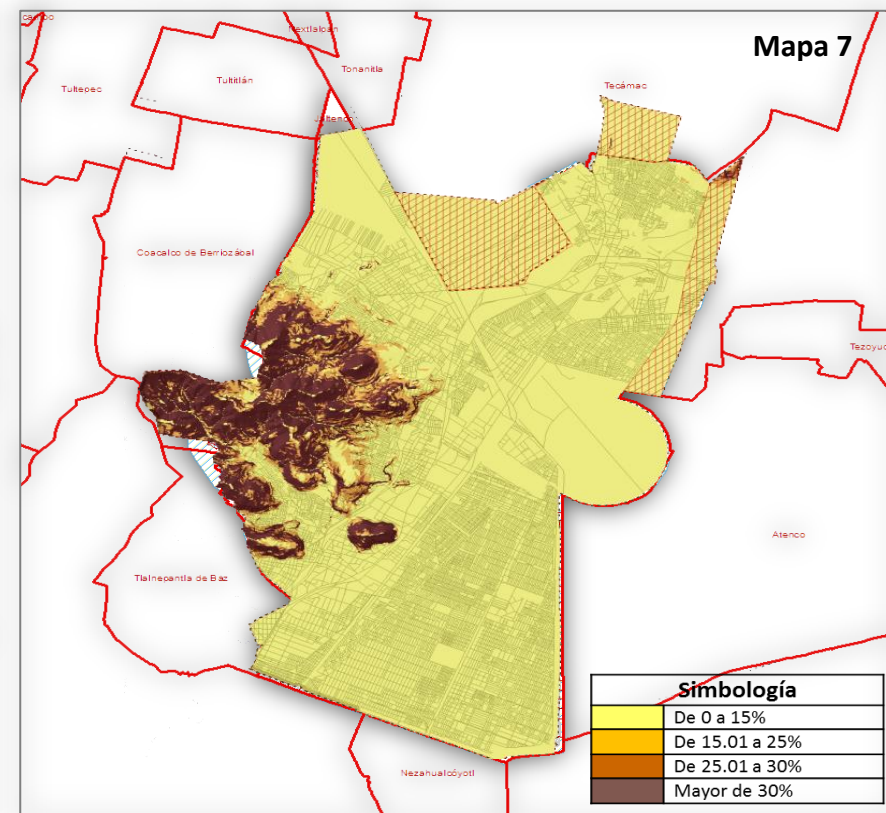 Nextlalpan
Mapa 7
Tonanitla
Tultitlán
Tultepec
Tecámac
Jaltenco
Coacalco de Berriozábal
Atenco
Tlalnepantla de Baz
Simbología
De 0 a 15%
De 15.01 a 25%
De 25.01 a 30%
Mayor de 30%
Nezahualcóyotl